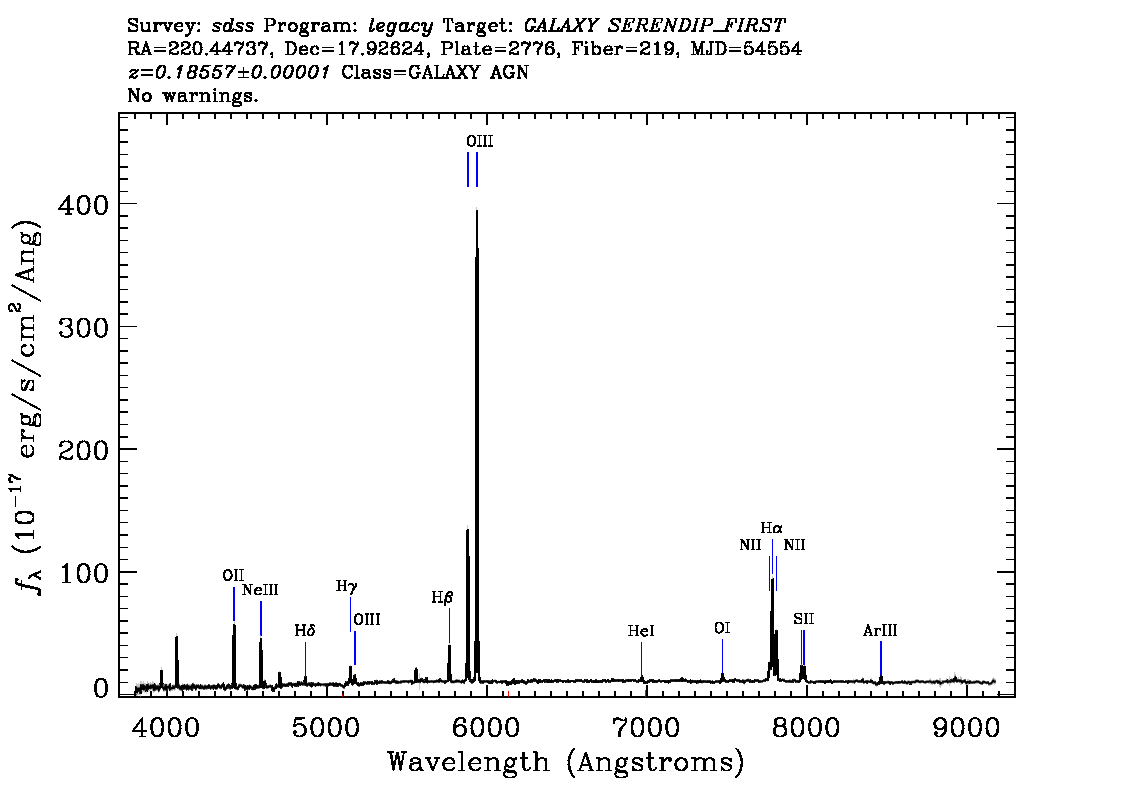 Survey: sdss Program: legacy Target: GALAXY SERENDIP_FIRST
RA=220.44737, Dec=17.92624, Plate=2776, Fiber=219, MJD=54554
z=0.18557±0.00001 Class=GALAXY AGN
No warnings.
OIII
400
300
200
100
0
f_λ (10^−17 erg/s/cm^2/Ang)
Hα
NII NII
OII
NeIII
Hγ
Hβ
OIII
Hδ
HeI
OI
SII
ArIII
4000 5000 6000 7000 8000 9000
Wavelength (Angstroms)